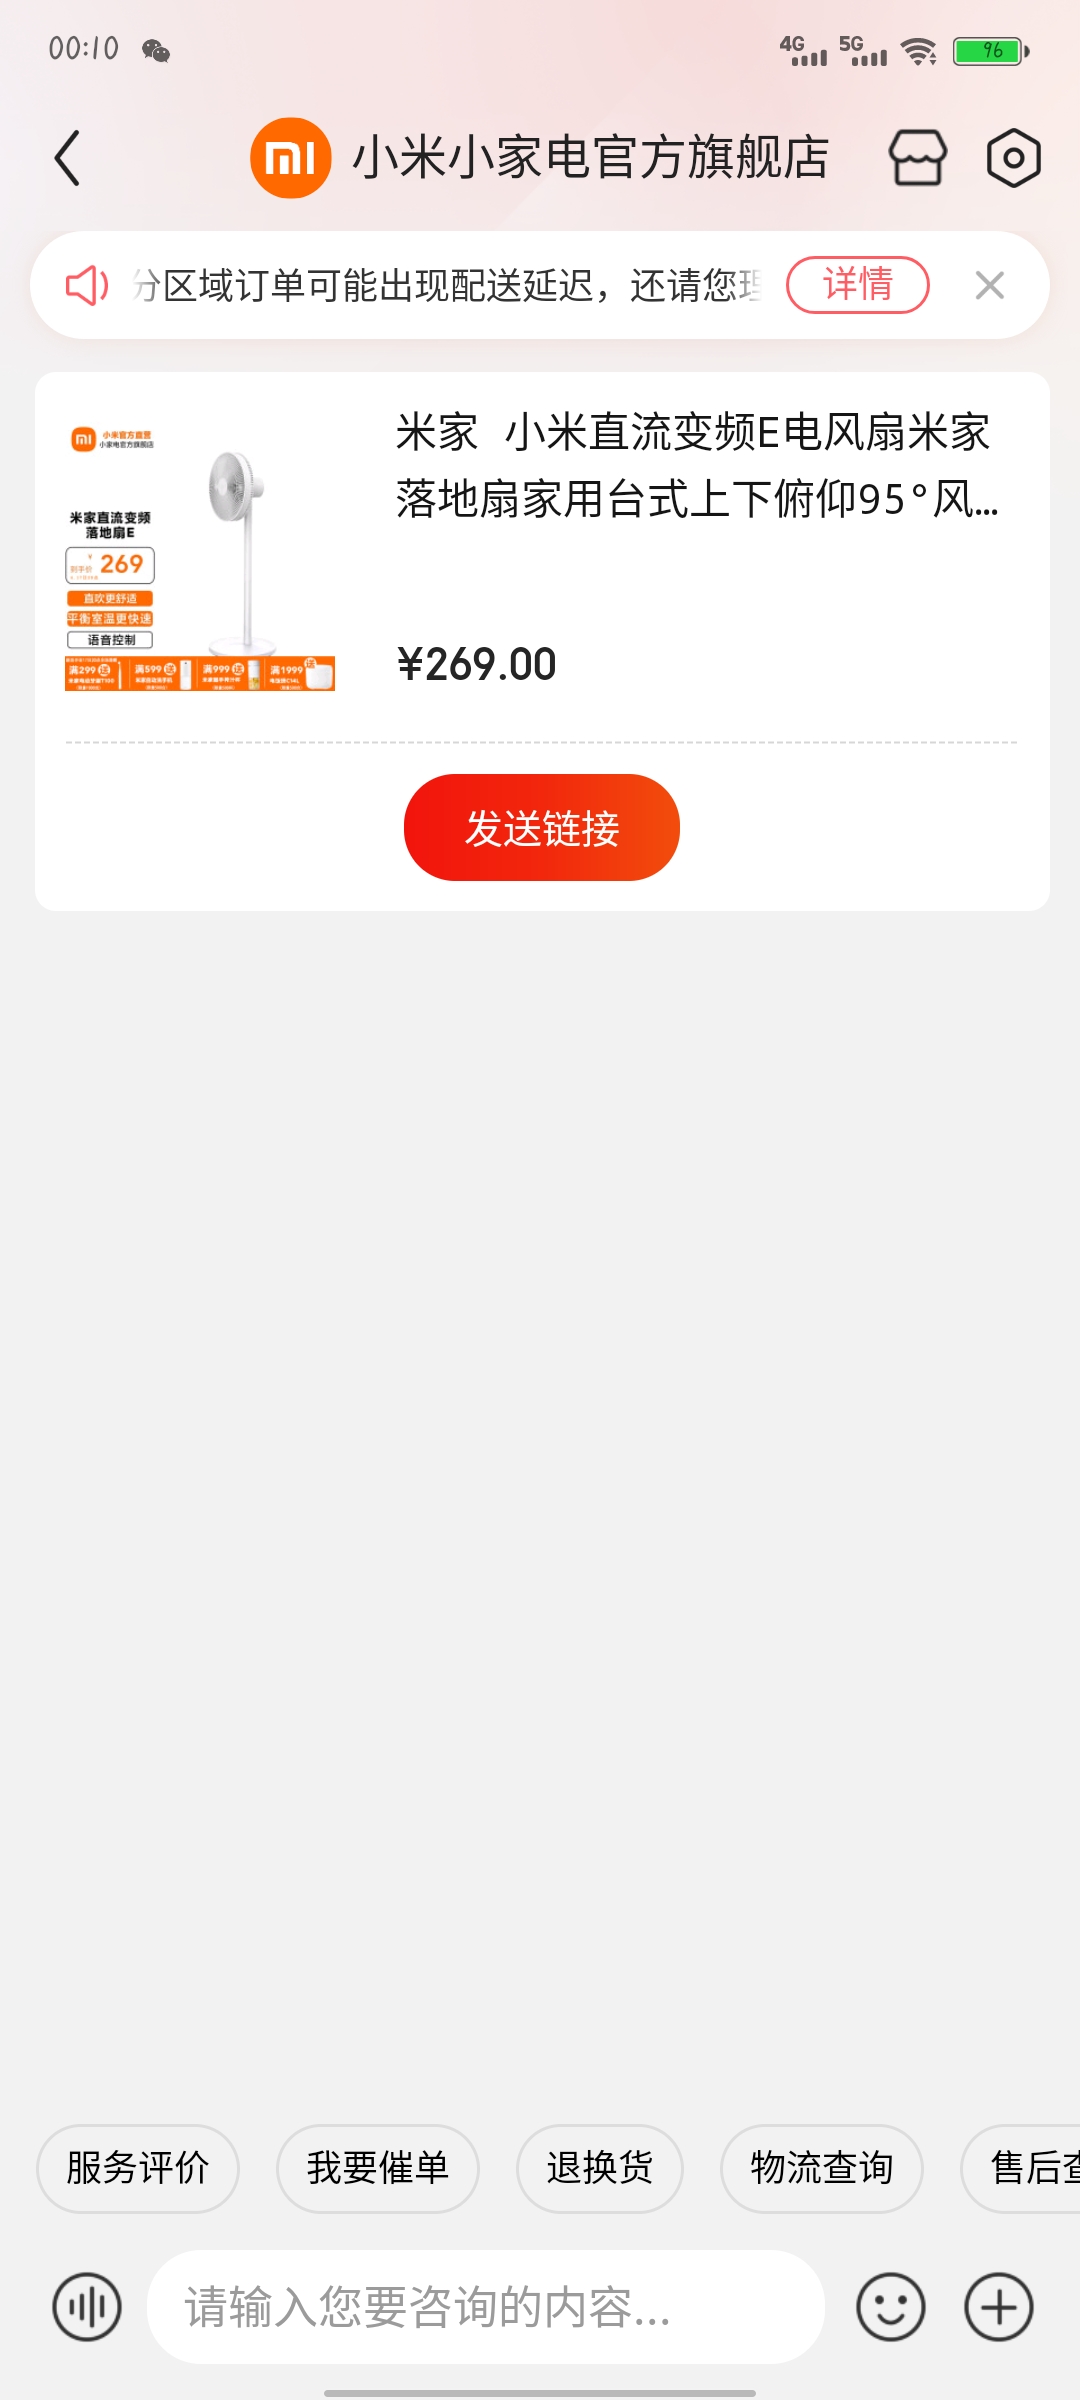 00:10
4G 5G 96
小米小家电官方旗舰店
分区域订单可能出现配送延迟，还请您理
详情
米家 小米直流变频E电风扇米家
落地扇家用台式上下俯仰95°风...
小米官方直营
小家电官方旗舰店
米家直流变频
落地扇E
到手价 ¥ 269
直吹更舒适
平衡室温更快速
语音控制
满299送 满599送 满999送 满1999送
¥269.00
发送链接
服务评价 我要催单 退换货 物流查询 售后查
请输入您要咨询的内容...